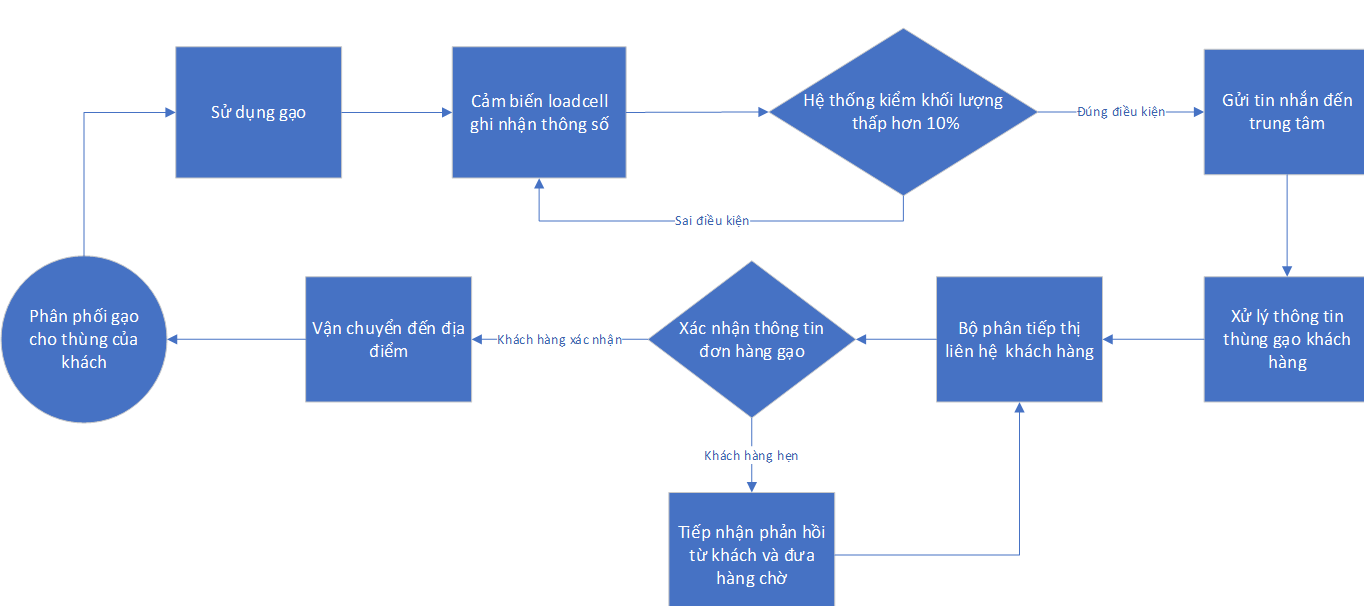 Sử dụng gạo
Cảm biến loadcell
ghi nhận thông số
Hệ thống kiểm khối lượng
thấp hơn 10%
Đúng điều kiện
Gửi tin nhắn đến
trung tâm
Sai điều kiện
Phân phối gạo
cho thùng của
khách
Vận chuyển đến địa
điểm
Khách hàng xác nhận
Xác nhận thông tin
đơn hàng gạo
Bộ phân tiếp thị
liên hệ khách hàng
Xử lý thông tin
thùng gạo khách
hàng
Khách hàng hẹn
Tiếp nhận phản hồi
từ khách và đưa
hàng chờ